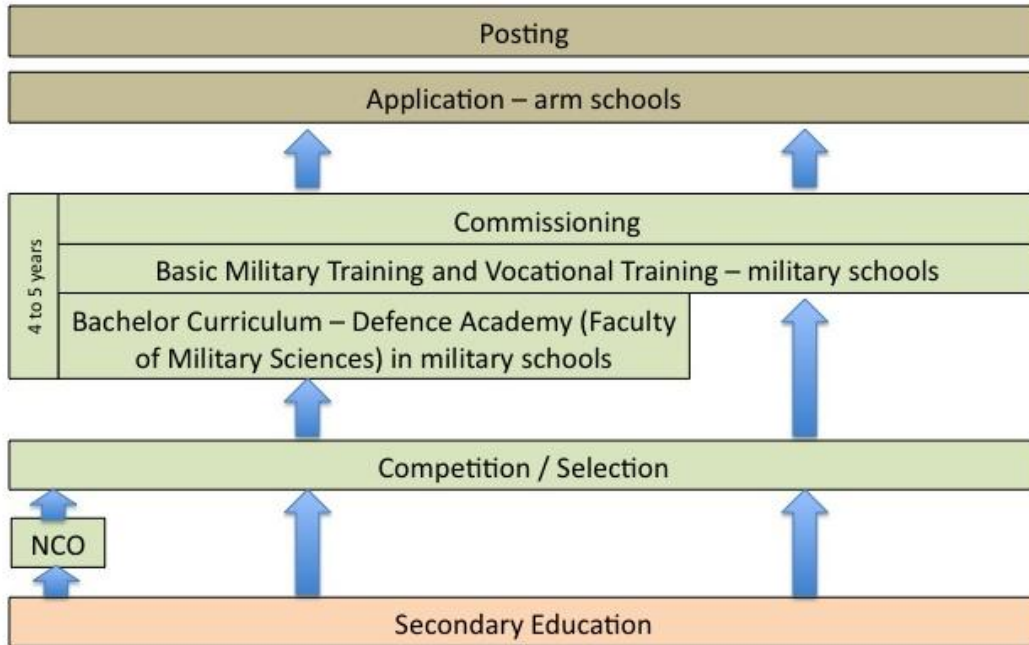 Posting
Application – arm schools
Commissioning
4 to 5 years
Basic Military Training and Vocational Training – military schools
Bachelor Curriculum – Defence Academy (Faculty
of Military Sciences) in military schools
Competition / Selection
NCO
Secondary Education